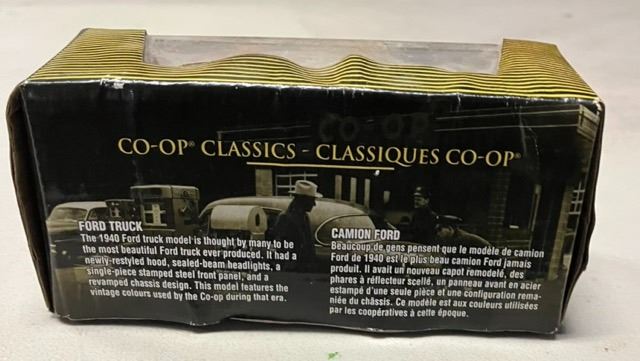 CO-OP
CO-OP® CLASSICS - CLASSIQUES CO-OP®
FORD TRUCK
The 1940 Ford truck model is thought by many to be
the most beautiful Ford truck ever produced. It had a
newly-restyled hood, sealed-beam headlights, a
single-piece stamped steel front panel, and a
revamped chassis design. This model features the
vintage colours used by the Co-op during that era.
CAMION FORD
Beaucoup de gens pensent que le modèle de camion
Ford de 1940 est le plus beau camion Ford jamais
produit. Il avait un nouveau capot remodelé, des
phares à réflecteur scellé, un panneau avant en acier
estampé d'une seule pièce et une configuration rema-
niée du châssis. Ce modèle est aux couleurs utilisées
par les coopératives à cette époque.